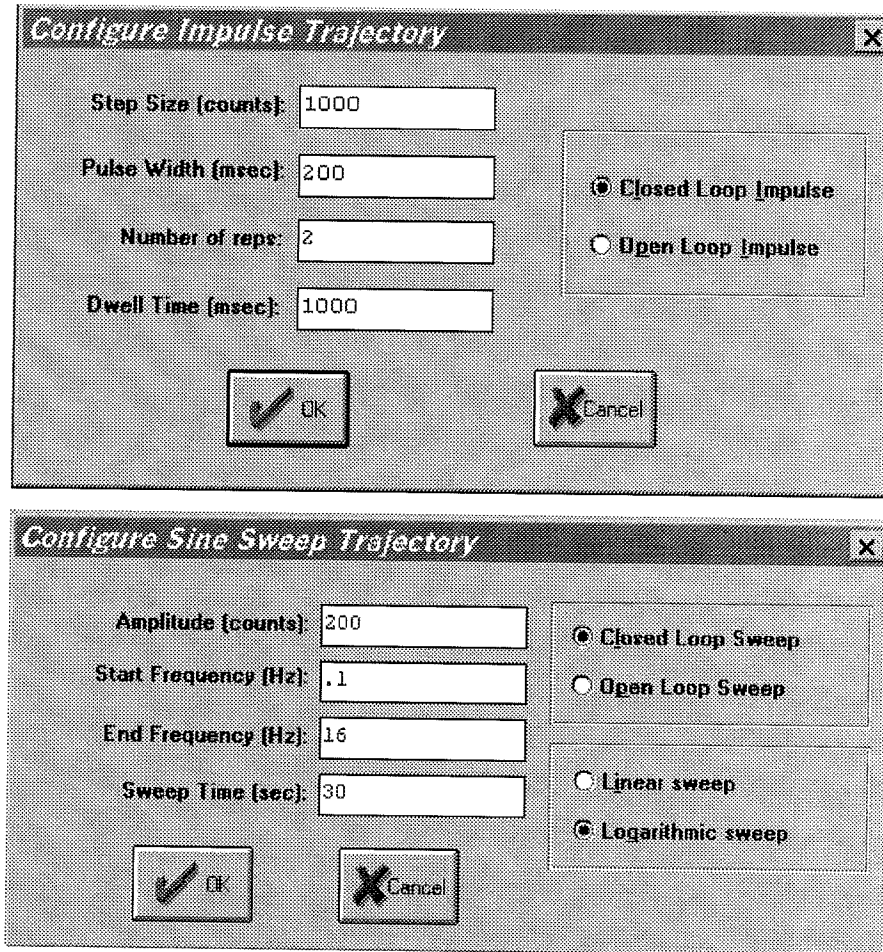 Configure Impulse Trajectory
Step Size (counts): 1000
Pulse Width (msec): 200
Number of reps: 2
Dwell Time (msec): 1000
Closed Loop Impulse
Open Loop Impulse
OK
Cancel
Configure Sine Sweep Trajectory
Amplitude (counts): 200
Start Frequency (Hz): .1
End Frequency (Hz): 16
Sweep Time (sec): 30
Closed Loop Sweep
Open Loop Sweep
Linear sweep
Logarithmic sweep
OK
Cancel